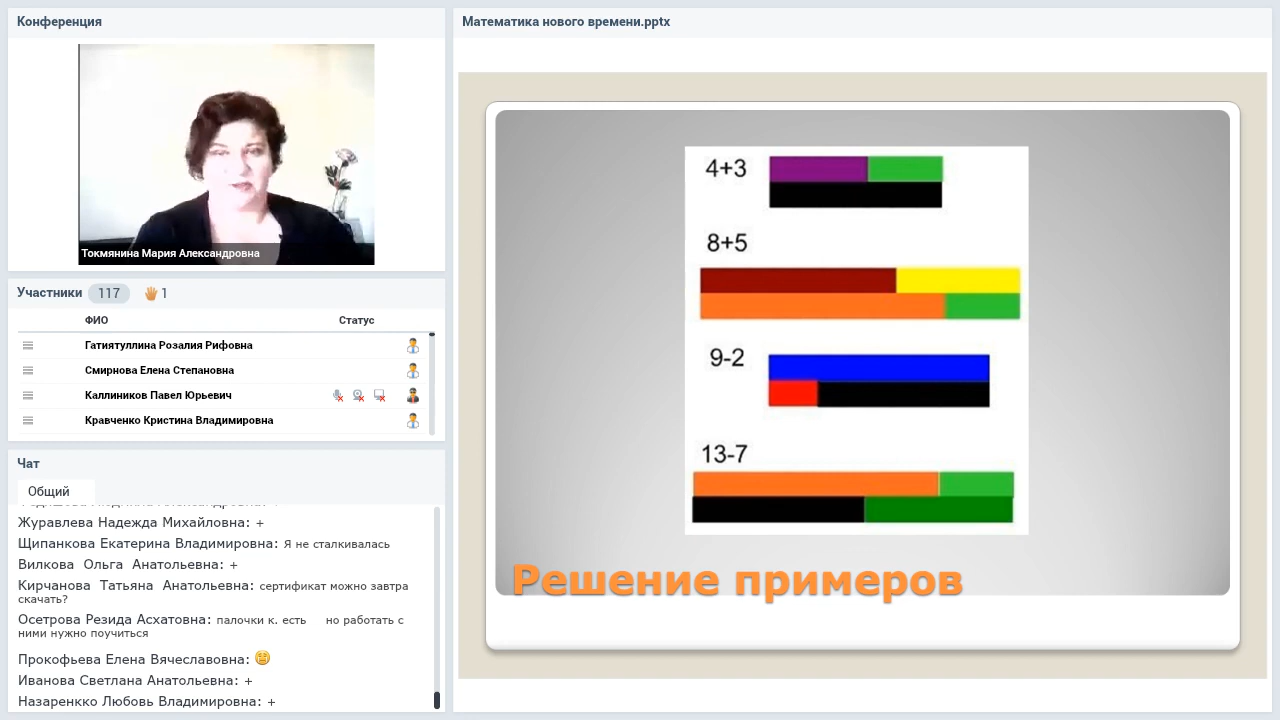 Конференция
Токмянина Мария Александровна
Участники 117 1
ФИО Статус
Гатиятуллина Розалия Рифовна
Смирнова Елена Степановна
Каллиников Павел Юрьевич
Кравченко Кристина Владимировна
Чат
Общий
Журавлева Надежда Михайловна: +
Щипанкова Екатерина Владимировна: Я не сталкивалась
Вилкова Ольга Анатольевна: +
Кирчанова Татьяна Анатольевна: сертификат можно завтра
скачать?
Осетрова Резида Асхатовна: палочки к. есть но работать с
ними нужно поучиться
Прокофьева Елена Вячеславовна:
Иванова Светлана Анатольевна: +
Назаренкко Любовь Владимировна: +
Математика нового времени.pptx
4+3
8+5
9-2
13-7
Решение примеров